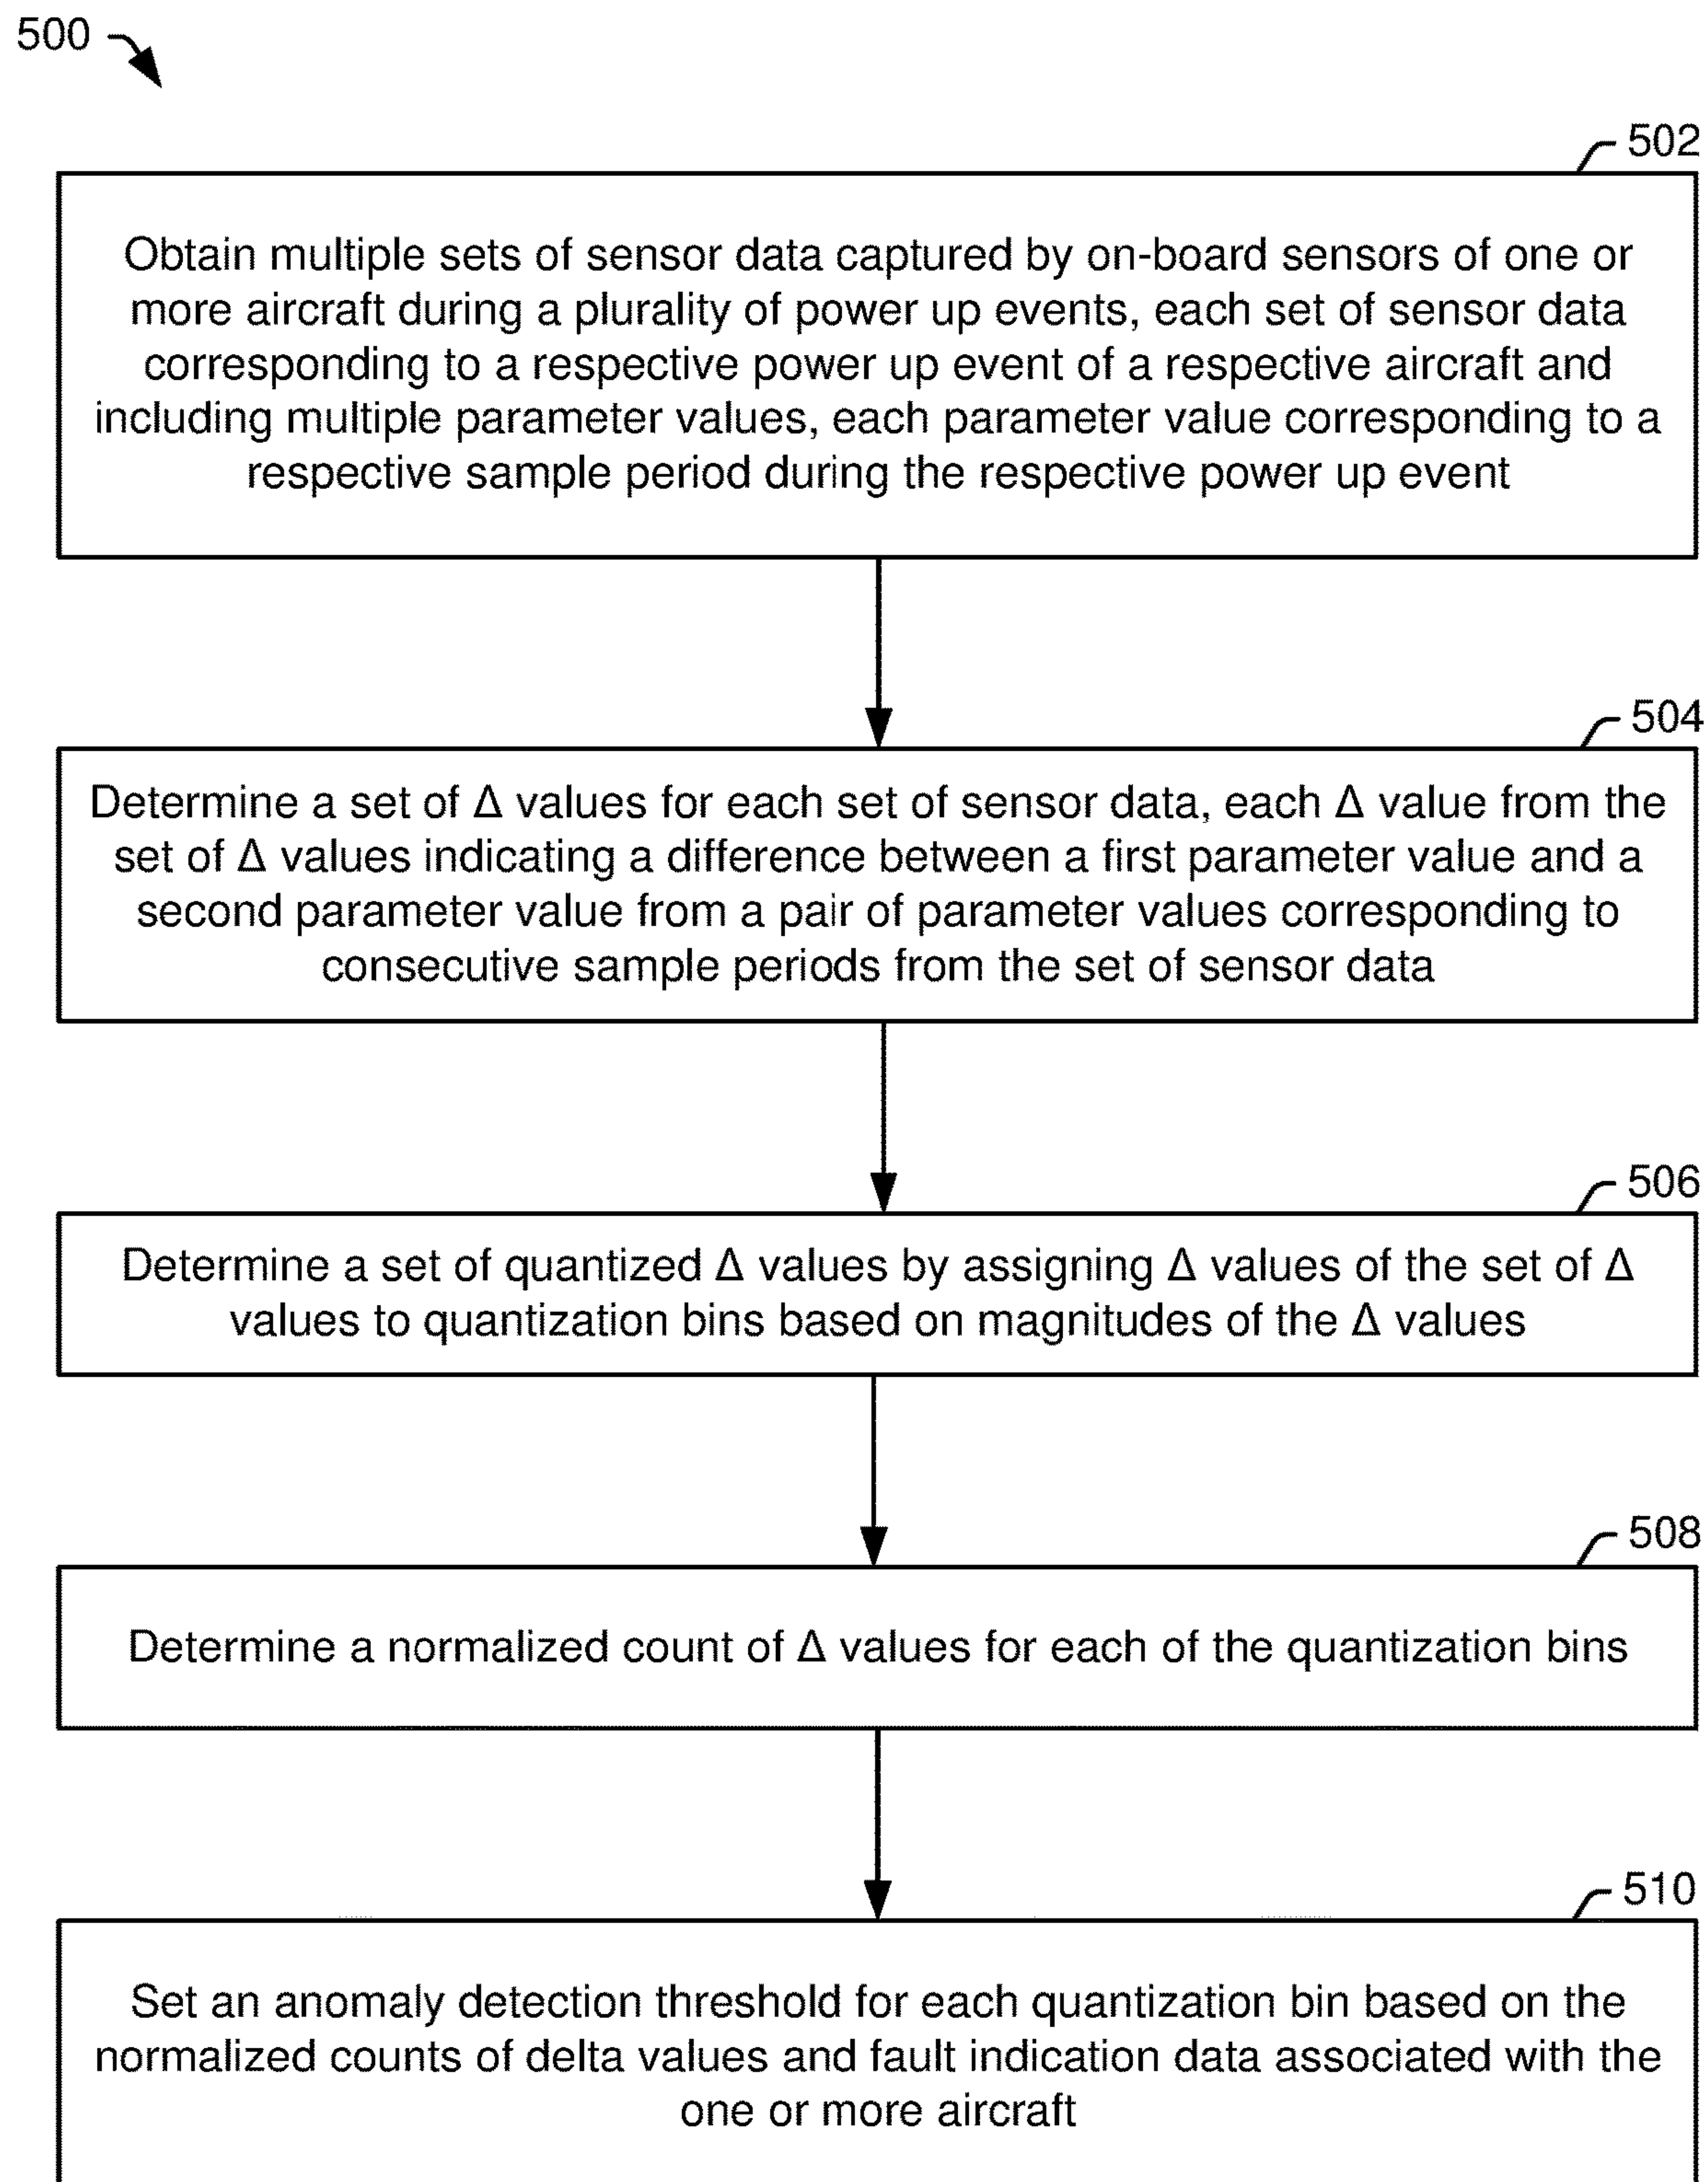 500
502
Obtain multiple sets of sensor data captured by on-board sensors of one or
more aircraft during a plurality of power up events, each set of sensor data
corresponding to a respective power up event of a respective aircraft and
including multiple parameter values, each parameter value corresponding to a
respective sample period during the respective power up event
504
Determine a set of Δ values for each set of sensor data, each Δ value from the
set of Δ values indicating a difference between a first parameter value and a
second parameter value from a pair of parameter values corresponding to
consecutive sample periods from the set of sensor data
506
Determine a set of quantized Δ values by assigning Δ values of the set of Δ
values to quantization bins based on magnitudes of the Δ values
508
Determine a normalized count of Δ values for each of the quantization bins
510
Set an anomaly detection threshold for each quantization bin based on the
normalized counts of delta values and fault indication data associated with the
one or more aircraft